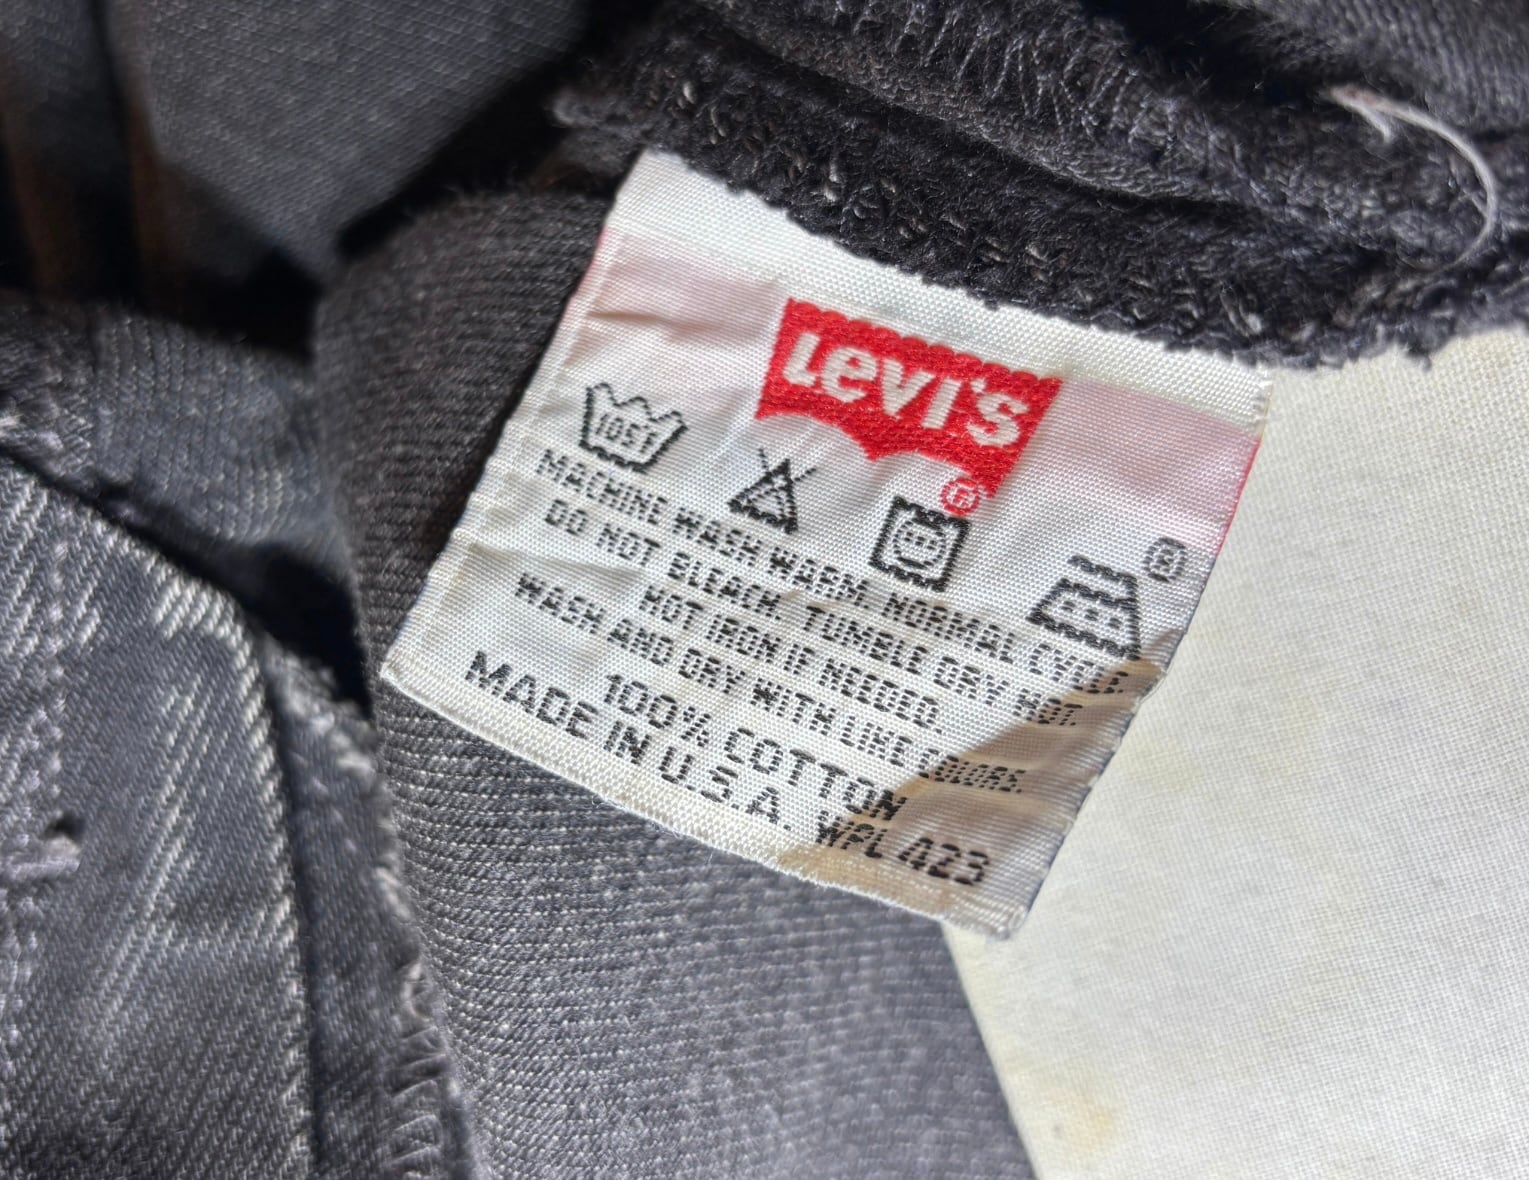 Levi's
®
105F
®
MACHINE WASH WARM. NORMAL CYCLE.
DO NOT BLEACH. TUMBLE DRY HOT.
HOT IRON IF NEEDED.
WASH AND DRY WITH LIKE COLORS.
100% COTTON
MADE IN U.S.A. WPL 423